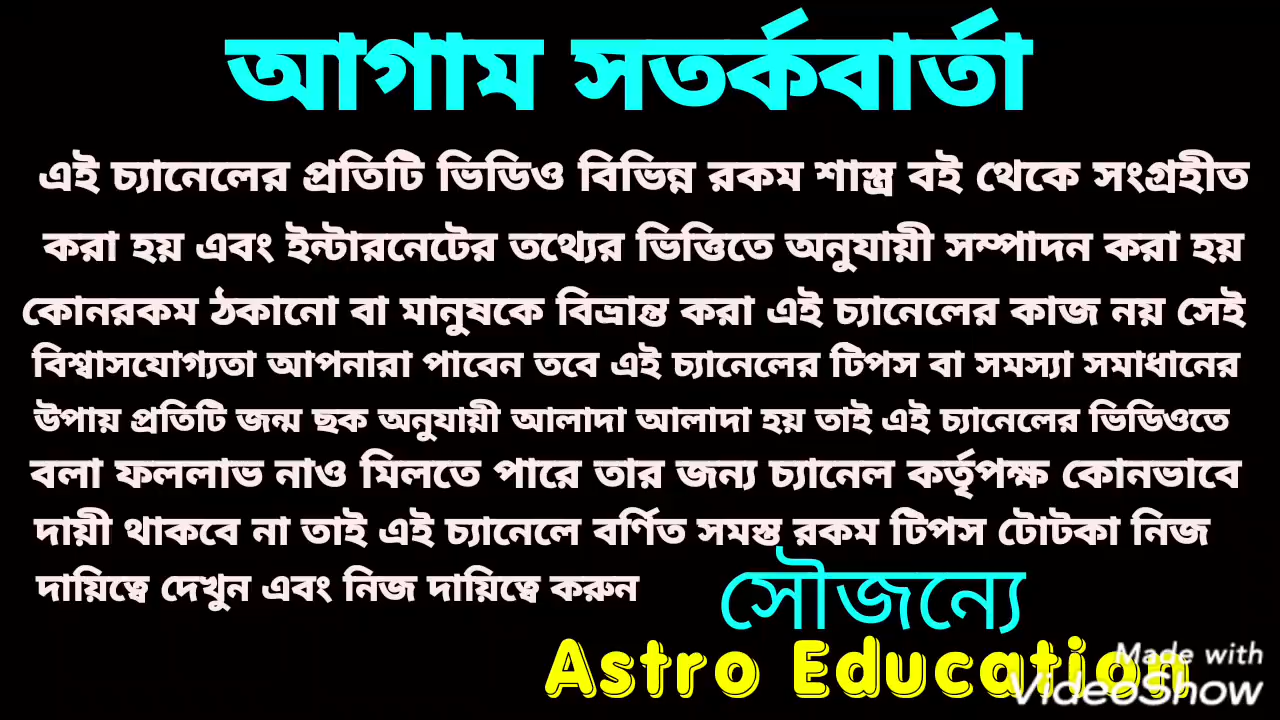 আগাম সতর্কবার্তা
এই চ্যানেলের প্রতিটি ভিডিও বিভিন্ন রকম শাস্ত্র বই থেকে সংগ্রহীত
করা হয় এবং ইন্টারনেটের তথ্যের ভিত্তিতে অনুযায়ী সম্পাদন করা হয়
কোনরকম ঠকানো বা মানুষকে বিভ্রান্ত করা এই চ্যানেলের কাজ নয় সেই
বিশ্বাসযোগ্যতা আপনারা পাবেন তবে এই চ্যানেলের টিপস বা সমস্যা সমাধানের
উপায় প্রতিটি জন্ম ছক অনুযায়ী আলাদা আলাদা হয় তাই এই চ্যানেলের ভিডিওতে
বলা ফললাভ নাও মিলতে পারে তার জন্য চ্যানেল কর্তৃপক্ষ কোনভাবে
দায়ী থাকবে না তাই এই চ্যানেলে বর্ণিত সমস্ত রকম টিপস টোটকা নিজ
দায়িত্বে দেখুন এবং নিজ দায়িত্বে করুন
সৌজন্যে
Astro Education
Made with
VideoShow